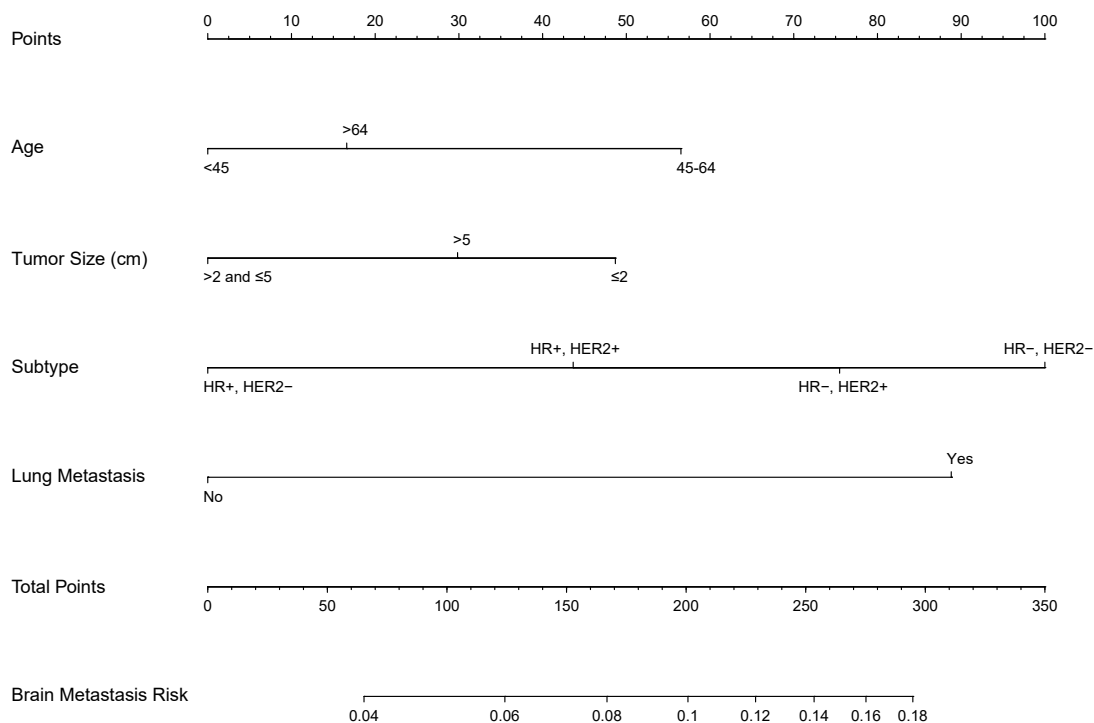 0 10 20 30 40 50 60 70 80 90 100
Points
>64
Age
<45 45-64
>5
Tumor Size (cm)
>2 and ≤5 ≤2
HR+, HER2+ HR−, HER2−
Subtype
HR+, HER2− HR−, HER2+
Yes
Lung Metastasis
No
Total Points
0 50 100 150 200 250 300 350
Brain Metastasis Risk
0.04 0.06 0.08 0.1 0.12 0.14 0.16 0.18